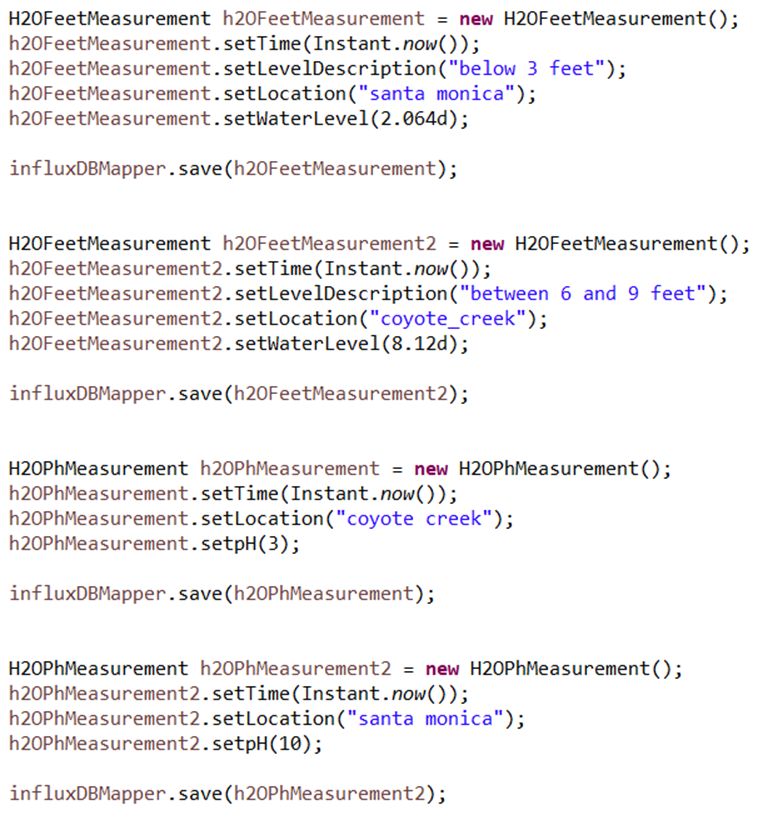 H2OFeetMeasurement h2OFeetMeasurement = new H2OFeetMeasurement();
h2OFeetMeasurement.setTime(Instant.now());
h2OFeetMeasurement.setLevelDescription("below 3 feet");
h2OFeetMeasurement.setLocation("santa monica");
h2OFeetMeasurement.setWaterLevel(2.064d);

influxDBMapper.save(h2OFeetMeasurement);

H2OFeetMeasurement h2OFeetMeasurement2 = new H2OFeetMeasurement();
h2OFeetMeasurement2.setTime(Instant.now());
h2OFeetMeasurement2.setLevelDescription("between 6 and 9 feet");
h2OFeetMeasurement2.setLocation("coyote_creek");
h2OFeetMeasurement2.setWaterLevel(8.12d);

influxDBMapper.save(h2OFeetMeasurement2);

H2OPhMeasurement h2OPhMeasurement = new H2OPhMeasurement();
h2OPhMeasurement.setTime(Instant.now());
h2OPhMeasurement.setLocation("coyote creek");
h2OPhMeasurement.setpH(3);

influxDBMapper.save(h2OPhMeasurement);

H2OPhMeasurement h2OPhMeasurement2 = new H2OPhMeasurement();
h2OPhMeasurement2.setTime(Instant.now());
h2OPhMeasurement2.setLocation("santa monica");
h2OPhMeasurement2.setpH(10);

influxDBMapper.save(h2OPhMeasurement2);